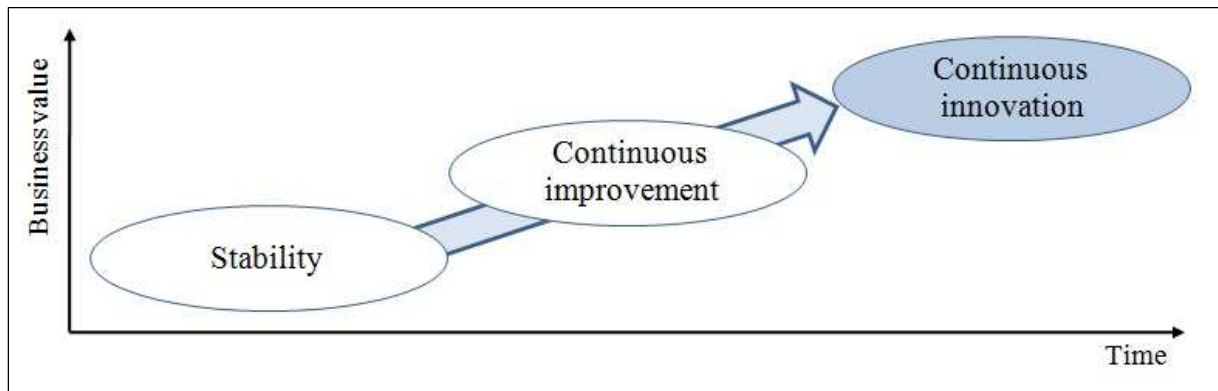 Businessvalue
Continuous
innovation
Continuous
improvement
Stability
Time